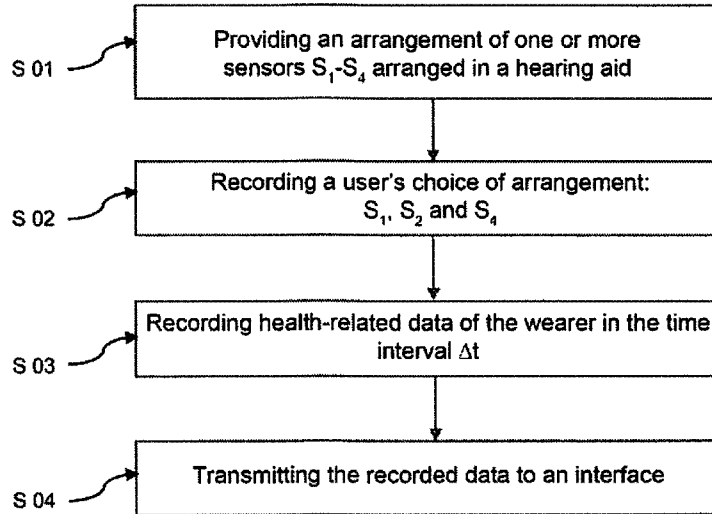 S 01
Providing an arrangement of one or more
sensors S₁-S₄ arranged in a hearing aid
S 02
Recording a user's choice of arrangement:
S₁, S₂ and S₄
S 03
Recording health-related data of the wearer in the time
interval Δt
S 04
Transmitting the recorded data to an interface